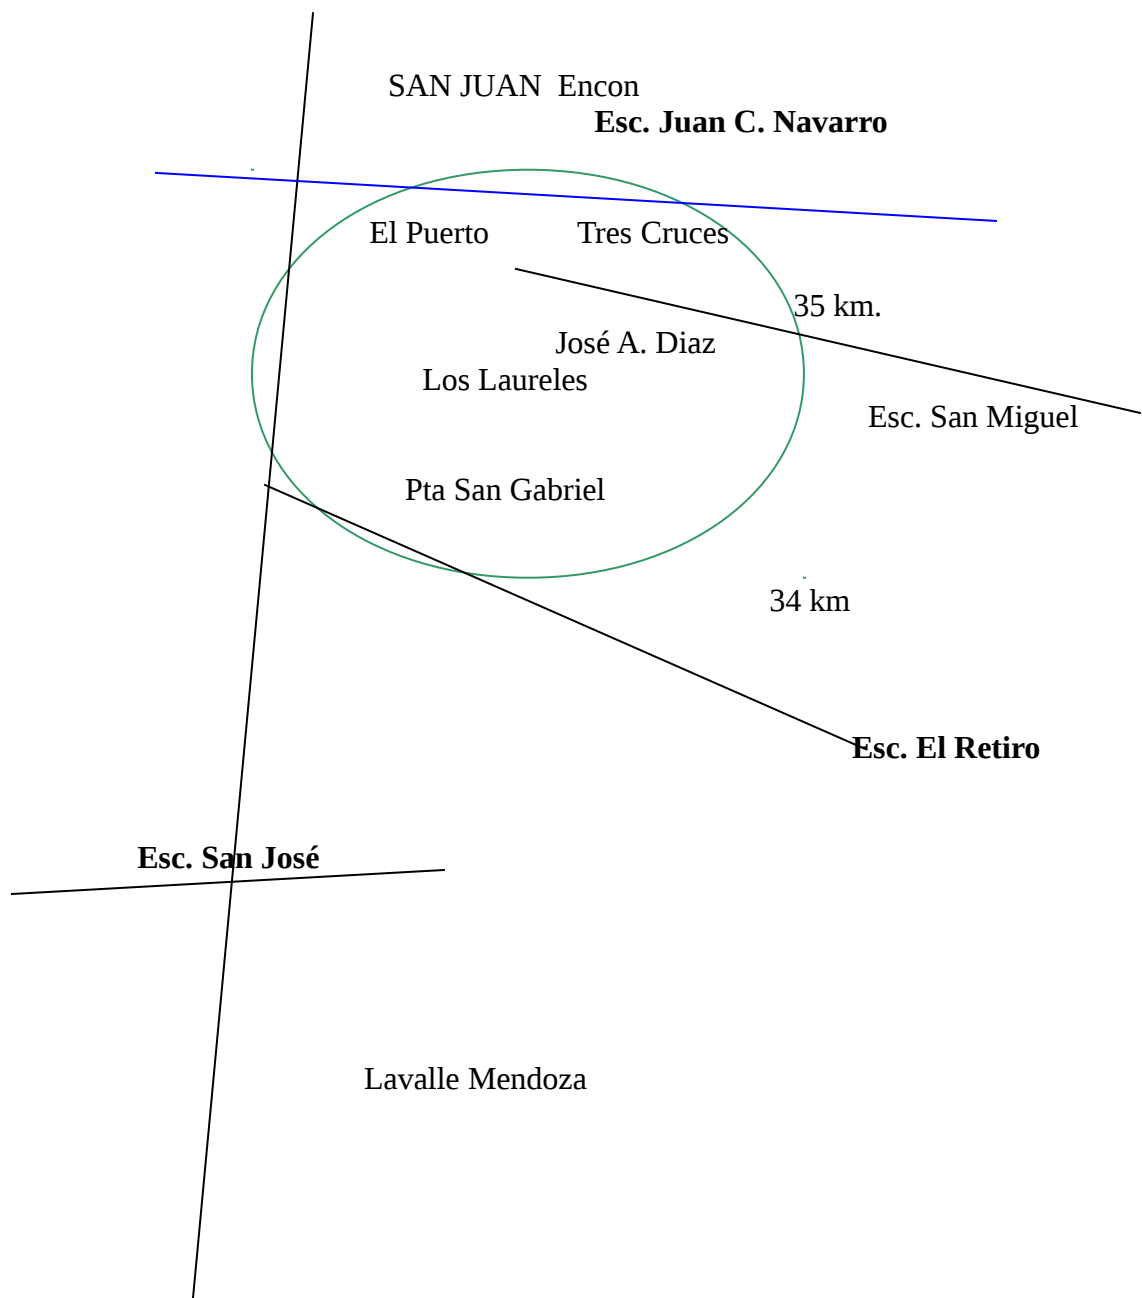 SAN JUAN  Encon
Esc. Juan C. Navarro
El Puerto
Tres Cruces
35 km.
José A. Diaz
Los Laureles
Esc. San Miguel
Pta San Gabriel
34 km
Esc. El Retiro
Esc. San José
Lavalle Mendoza